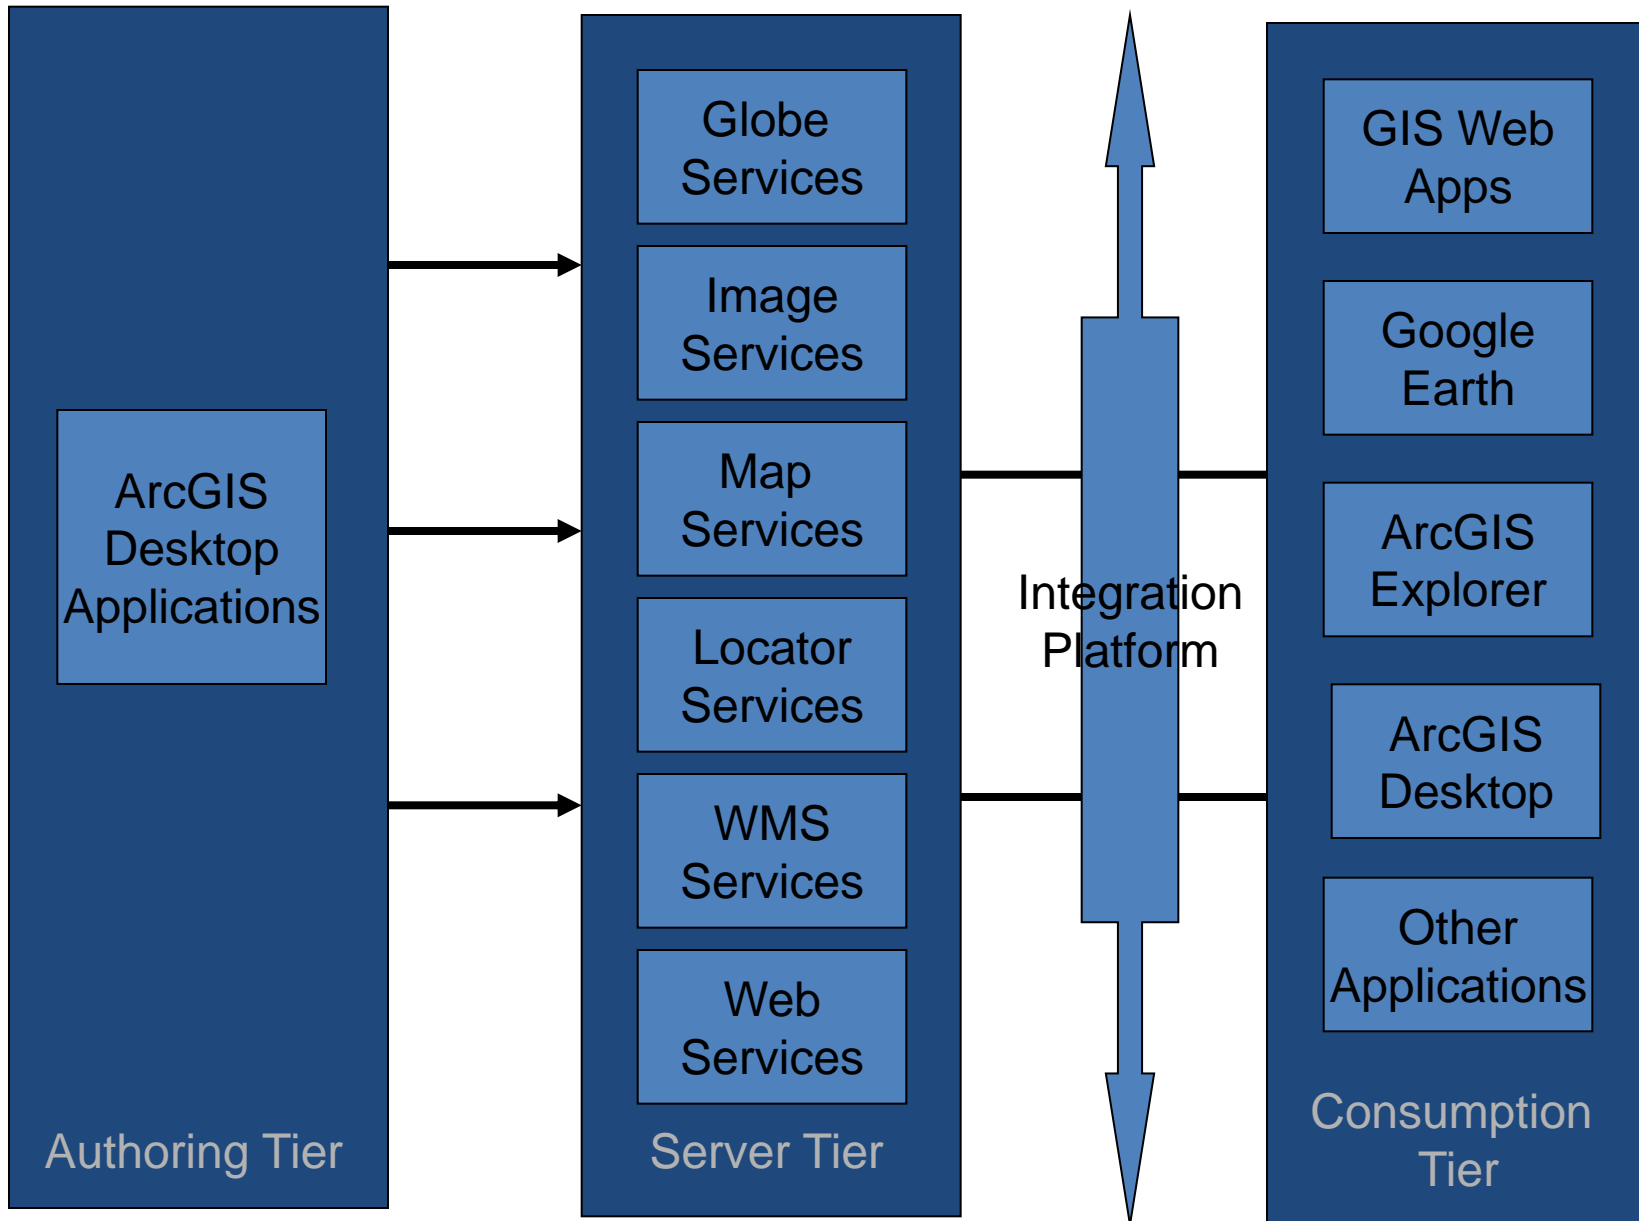 ArcGIS
Desktop
Applications
Authoring Tier
Globe
Services
Image
Services
Map
Services
Locator
Services
WMS
Services
Web
Services
Server Tier
Integration
Platform
GIS Web
Apps
Google
Earth
ArcGIS
Explorer
ArcGIS
Desktop
Other
Applications
Consumption
Tier